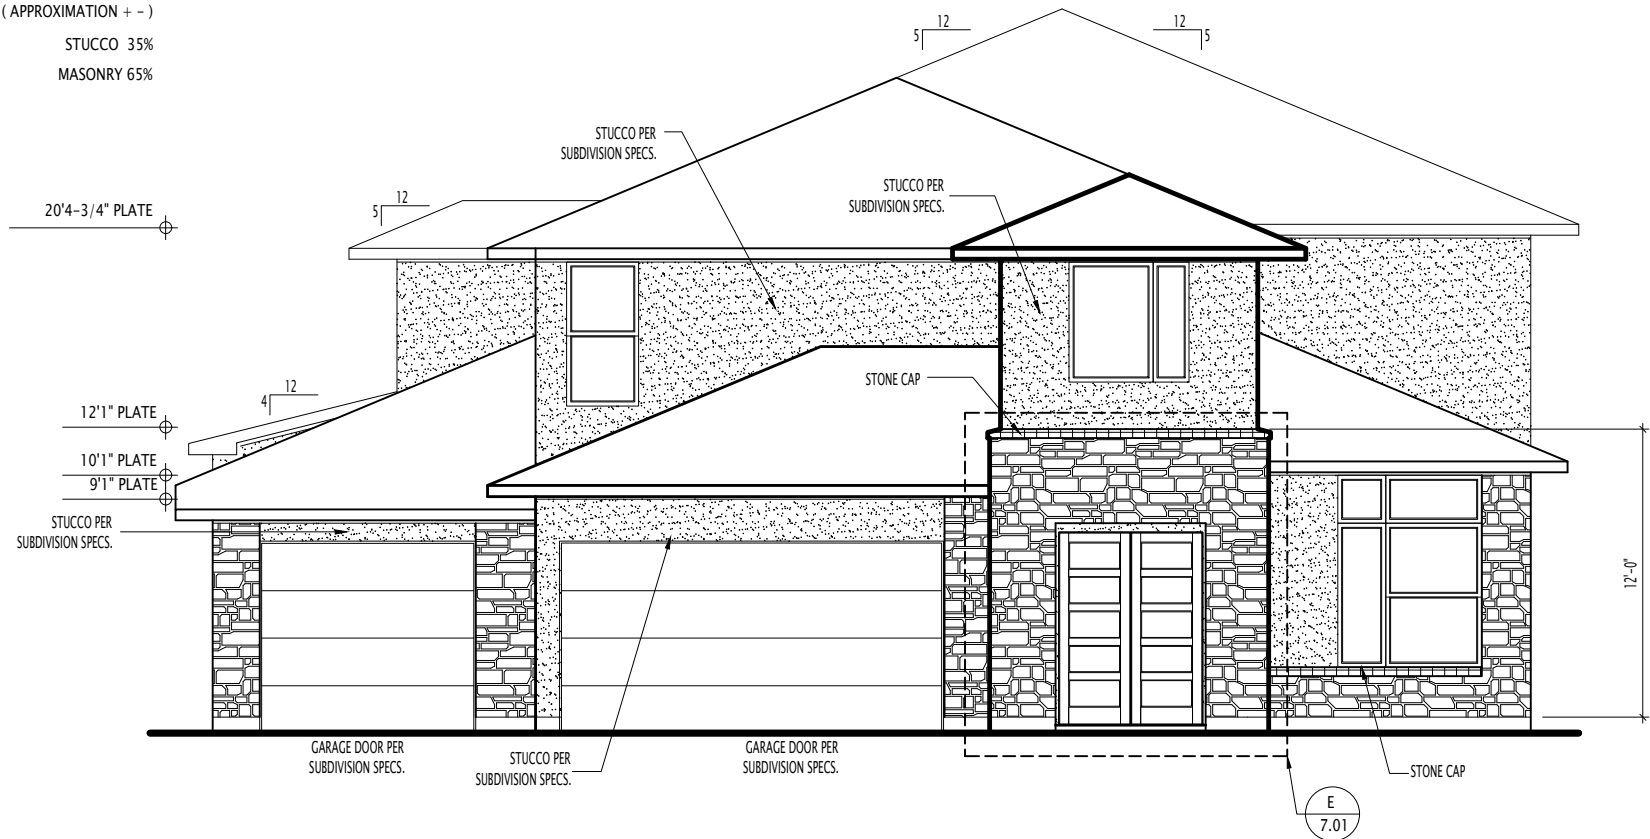 ( APPROXIMATION + - )
STUCCO 35%
MASONRY 65%
12
5
12
5
STUCCO PER
SUBDIVISION SPECS.
STUCCO PER
SUBDIVISION SPECS.
12
5
20'4-3/4" PLATE
12
4
STONE CAP
12'1" PLATE
10'1" PLATE
9'1" PLATE
STUCCO PER
SUBDIVISION SPECS.
12'-0"
GARAGE DOOR PER
SUBDIVISION SPECS.
STUCCO PER
SUBDIVISION SPECS.
GARAGE DOOR PER
SUBDIVISION SPECS.
STONE CAP
E
7.01